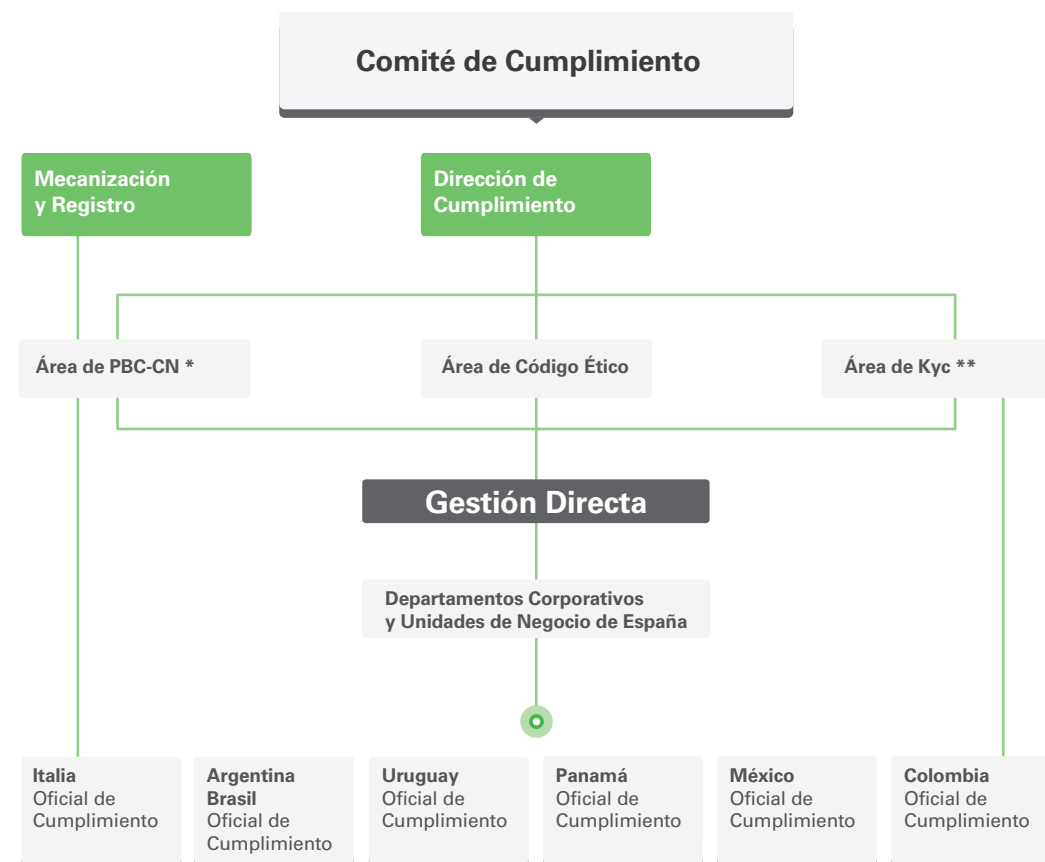 Comité de Cumplimiento
Mecanización
y Registro
Dirección de
Cumplimiento
Área de PBC-CN *
Área de Código Ético
Área de Kyc **
Gestión Directa
Departamentos Corporativos
y Unidades de Negocio de España
Italia
Oficial de
Cumplimiento
Argentina
Brasil
Oficial de
Cumplimiento
Uruguay
Oficial de
Cumplimiento
Panamá
Oficial de
Cumplimiento
México
Oficial de
Cumplimiento
Colombia
Oficial de
Cumplimiento